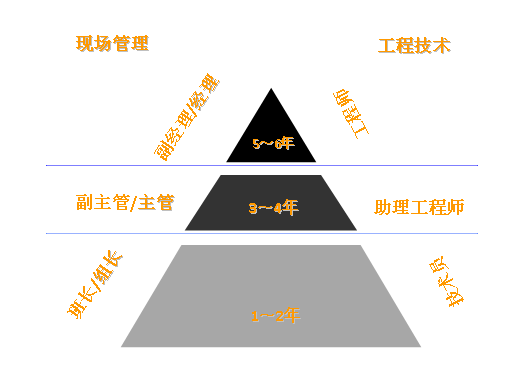 现场管理
工程技术
副经理/经理
工程师
5～6年
副主管/主管
3～4年
助理工程师
班长/组长
技术员
1～2年